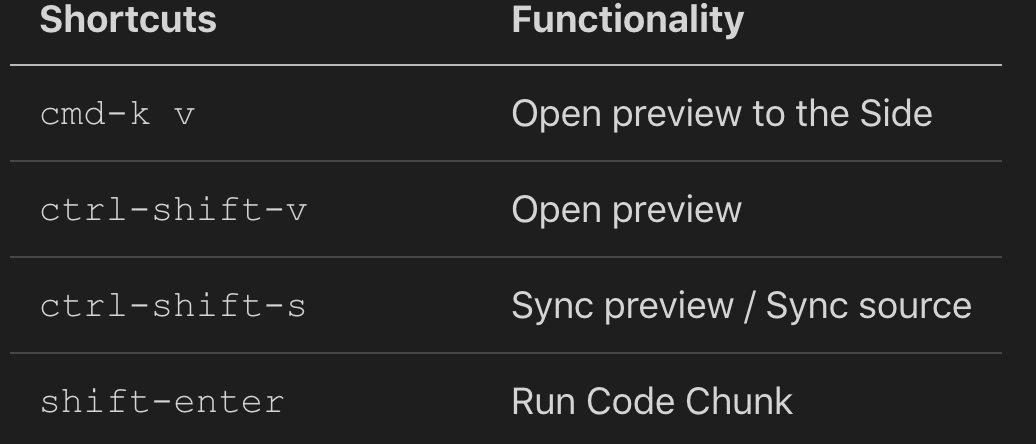 Shortcuts Functionality
cmd-k v Open preview to the Side
ctrl-shift-v Open preview
ctrl-shift-s Sync preview / Sync source
shift-enter Run Code Chunk